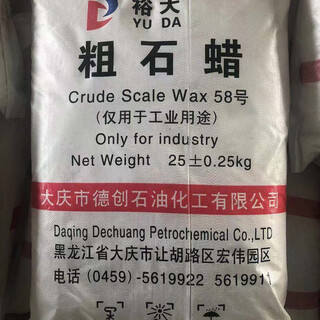 裕大
YU DA
粗石蜡
Crude Scale Wax 58号
(仅用于工业用途)
Only for industry
Net Weight 25±0.25kg
大庆市德创石油化工有限公司
Daqing Dechuang Petrochemical Co.,LTD
黑龙江省大庆市让胡路区宏伟园区
电话 (0459)-5619922 5619911